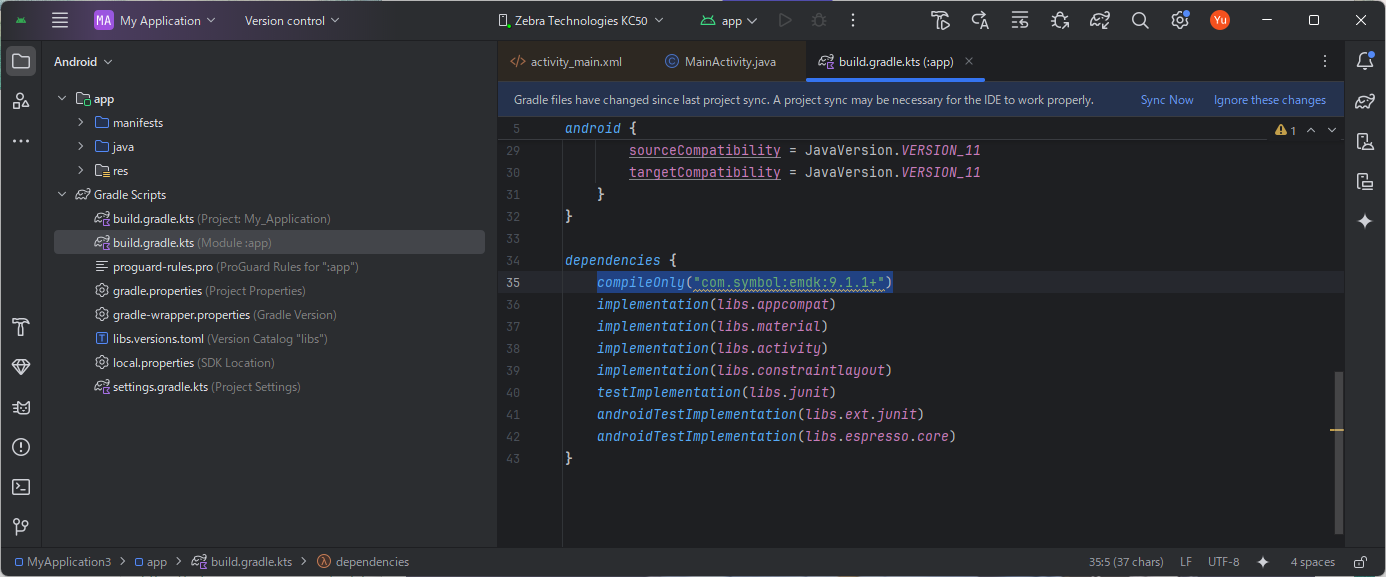 MA My Application Version control Zebra Technologies KC50 app Yu
Android
app
manifests
java
res
Gradle Scripts
build.gradle.kts (Project: My_Application)
build.gradle.kts (Module :app)
proguard-rules.pro (ProGuard Rules for ":app")
gradle.properties (Project Properties)
gradle-wrapper.properties (Gradle Version)
libs.versions.toml (Version Catalog "libs")
local.properties (SDK Location)
settings.gradle.kts (Project Settings)
activity_main.xml MainActivity.java build.gradle.kts (:app)
Gradle files have changed since last project sync. A project sync may be necessary for the IDE to work properly. Sync Now Ignore these changes
5 android { 1
29 sourceCompatibility = JavaVersion.VERSION_11
30 targetCompatibility = JavaVersion.VERSION_11
31 }
32 }
33
34 dependencies {
35 compileOnly("com.symbol:emdk:9.1.1+")
36 implementation(libs.appcompat)
37 implementation(libs.material)
38 implementation(libs.activity)
39 implementation(libs.constraintlayout)
40 testImplementation(libs.junit)
41 androidTestImplementation(libs.ext.junit)
42 androidTestImplementation(libs.espresso.core)
43 }
MyApplication3 > app > build.gradle.kts > dependencies 35:5 (37 chars) LF UTF-8 4 spaces